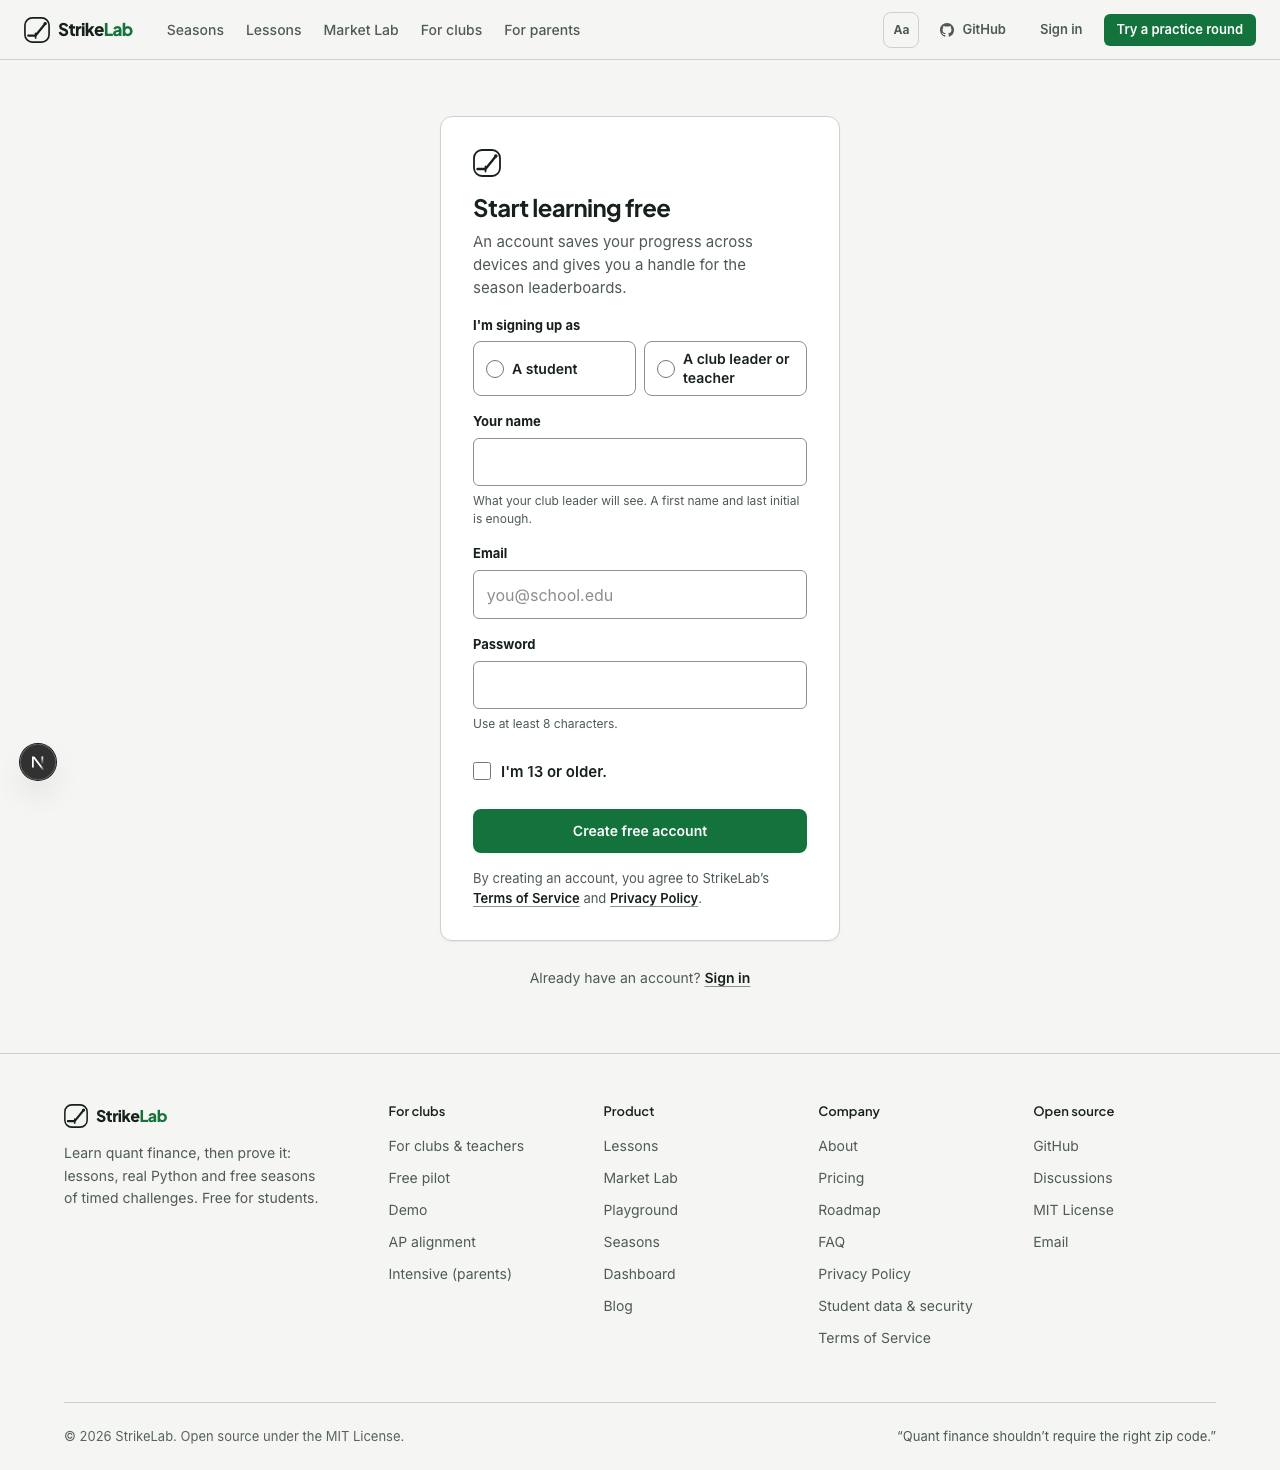 StrikeLab
Seasons
Lessons
Market Lab
For clubs
For parents
Aa
GitHub
Sign in
Try a practice round
Start learning free
An account saves your progress across
devices and gives you a handle for the
season leaderboards.
I'm signing up as
A student
A club leader or
teacher
Your name
What your club leader will see. A first name and last initial
is enough.
Email
you@school.edu
Password
Use at least 8 characters.
I'm 13 or older.
Create free account
By creating an account, you agree to StrikeLab’s
Terms of Service and Privacy Policy.
Already have an account? Sign in
N
StrikeLab
Learn quant finance, then prove it:
lessons, real Python and free seasons
of timed challenges. Free for students.
For clubs
For clubs & teachers
Free pilot
Demo
AP alignment
Intensive (parents)
Product
Lessons
Market Lab
Playground
Seasons
Dashboard
Blog
Company
About
Pricing
Roadmap
FAQ
Privacy Policy
Student data & security
Terms of Service
Open source
GitHub
Discussions
MIT License
Email
© 2026 StrikeLab. Open source under the MIT License.
“Quant finance shouldn’t require the right zip code.”